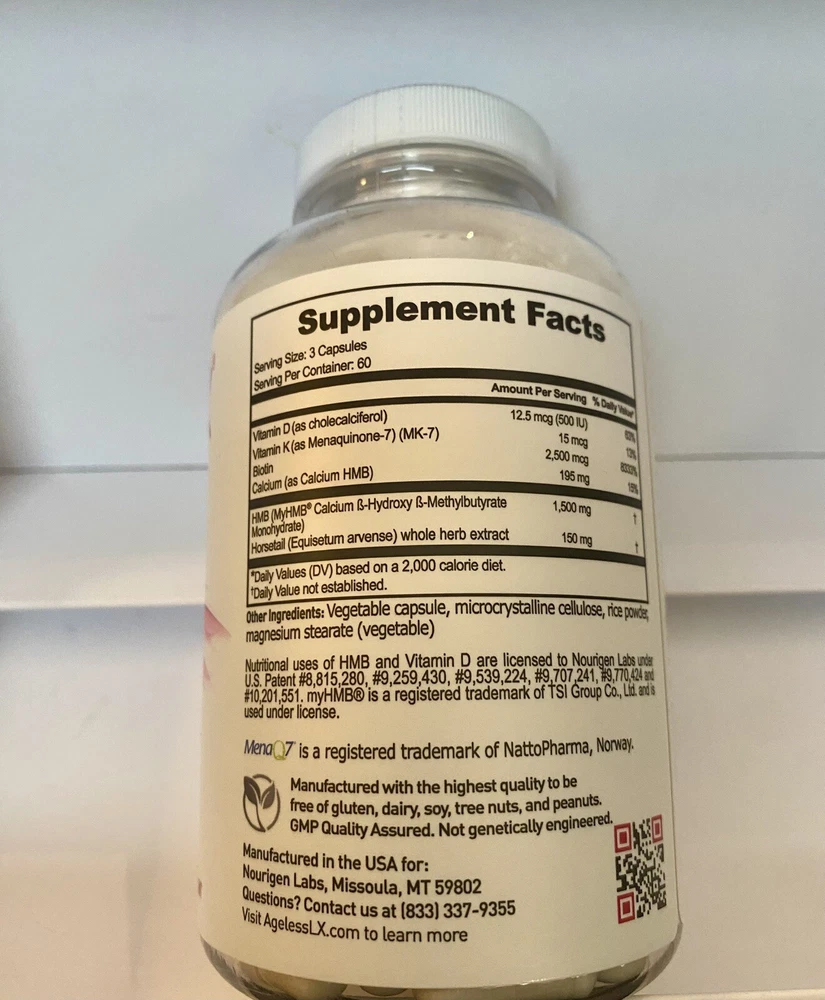 Supplement Facts
Serving Size: 3 Capsules
Serving Per Container: 60
Amount Per Serving % Daily Value*
Vitamin D (as cholecalciferol) 12.5 mcg (500 IU) 63%
Vitamin K (as Menaquinone-7) (MK-7) 15 mcg 13%
Biotin 2,500 mcg 8333%
Calcium (as Calcium HMB) 195 mg 15%
HMB (MyHMB® Calcium ß-Hydroxy ß-Methylbutyrate 1,500 mg †
Monohydrate)
Horsetail (Equisetum arvense) whole herb extract 150 mg †
*Daily Values (DV) based on a 2,000 calorie diet.
†Daily Value not established.
Other Ingredients: Vegetable capsule, microcrystalline cellulose, rice powder,
magnesium stearate (vegetable)
Nutritional uses of HMB and Vitamin D are licensed to Nourigen Labs under
U.S. Patent #8,815,280, #9,259,430, #9,539,224, #9,707,241, #9,770,424 and
#10,201,551. myHMB® is a registered trademark of TSI Group Co., Ltd. and is
used under license.
MenaQ7 is a registered trademark of NattoPharma, Norway.
Manufactured with the highest quality to be
free of gluten, dairy, soy, tree nuts, and peanuts.
GMP Quality Assured. Not genetically engineered.
Manufactured in the USA for:
Nourigen Labs, Missoula, MT 59802
Questions? Contact us at (833) 337-9355
Visit AgelessLX.com to learn more